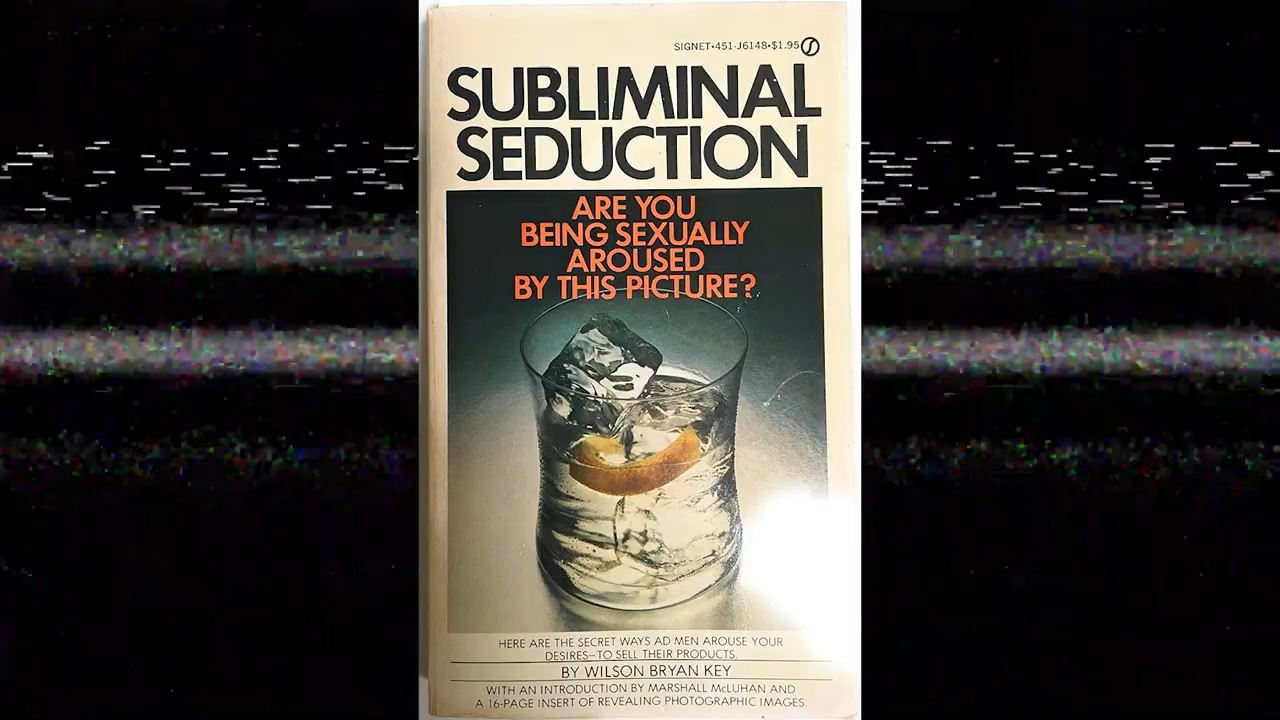 SIGNET•451-J6148•$1.95
SUBLIMINAL
SEDUCTION
ARE YOU
BEING SEXUALLY
AROUSED
BY THIS PICTURE?
HERE ARE THE SECRET WAYS AD MEN AROUSE YOUR
DESIRES—TO SELL THEIR PRODUCTS.
BY WILSON BRYAN KEY
WITH AN INTRODUCTION BY MARSHALL McLUHAN AND
A 16-PAGE INSERT OF REVEALING PHOTOGRAPHIC IMAGES.